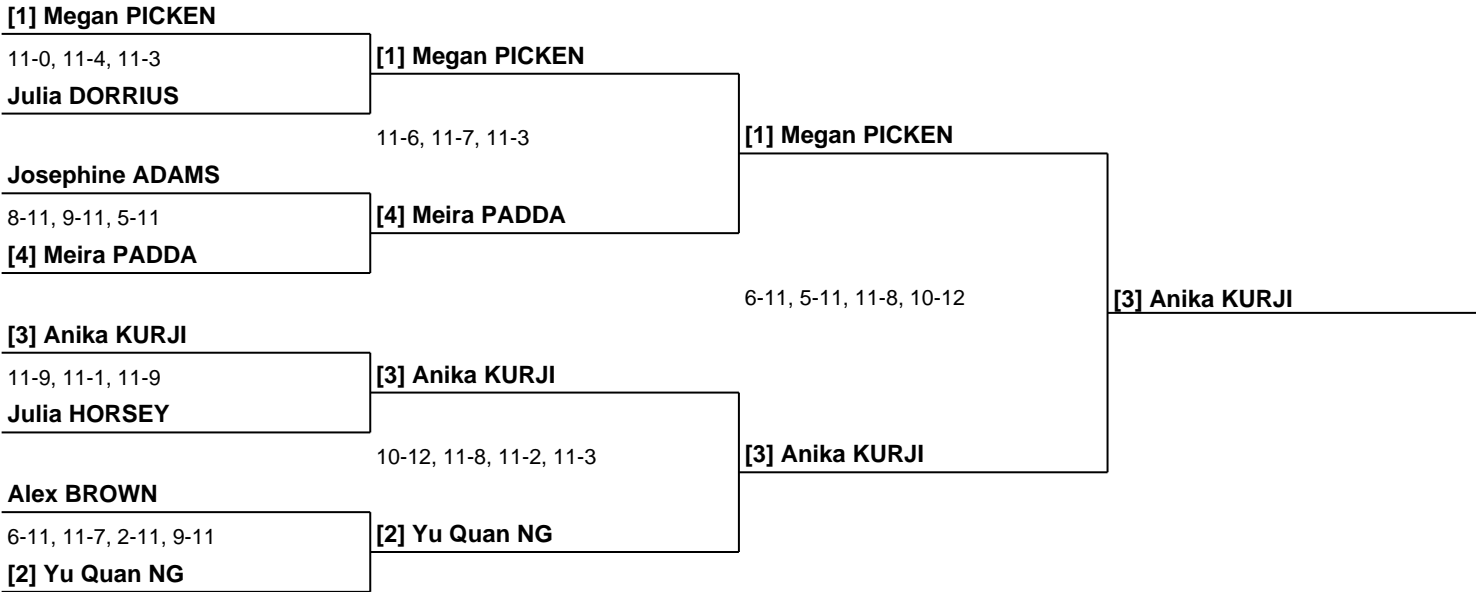 [1] Megan PICKEN
11-0, 11-4, 11-3
Julia DORRIUS
Josephine ADAMS
8-11, 9-11, 5-11
[4] Meira PADDA
[3] Anika KURJI
11-9, 11-1, 11-9
Julia HORSEY
Alex BROWN
6-11, 11-7, 2-11, 9-11
[2] Yu Quan NG
[1] Megan PICKEN
11-6, 11-7, 11-3
[4] Meira PADDA
[3] Anika KURJI
10-12, 11-8, 11-2, 11-3
[2] Yu Quan NG
[1] Megan PICKEN
6-11, 5-11, 11-8, 10-12
[3] Anika KURJI
[3] Anika KURJI